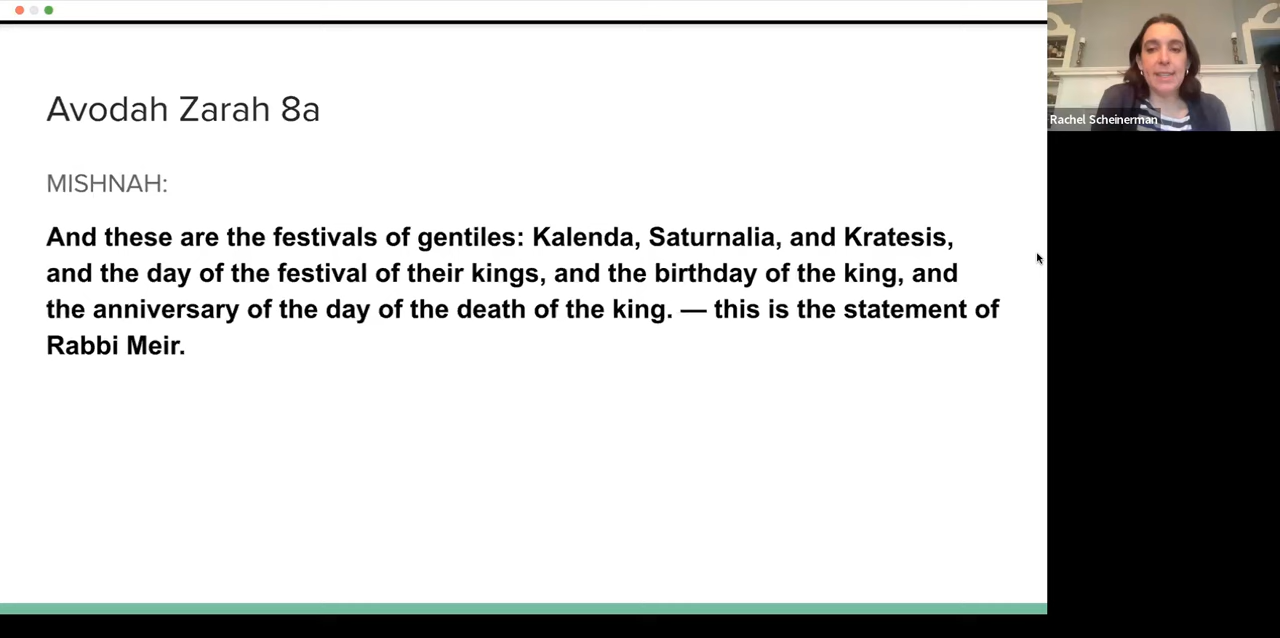 Avodah Zarah 8a
MISHNAH:
And these are the festivals of gentiles: Kalenda, Saturnalia, and Kratesis,
and the day of the festival of their kings, and the birthday of the king, and
the anniversary of the day of the death of the king. — this is the statement of
Rabbi Meir.
Rachel Scheinerman